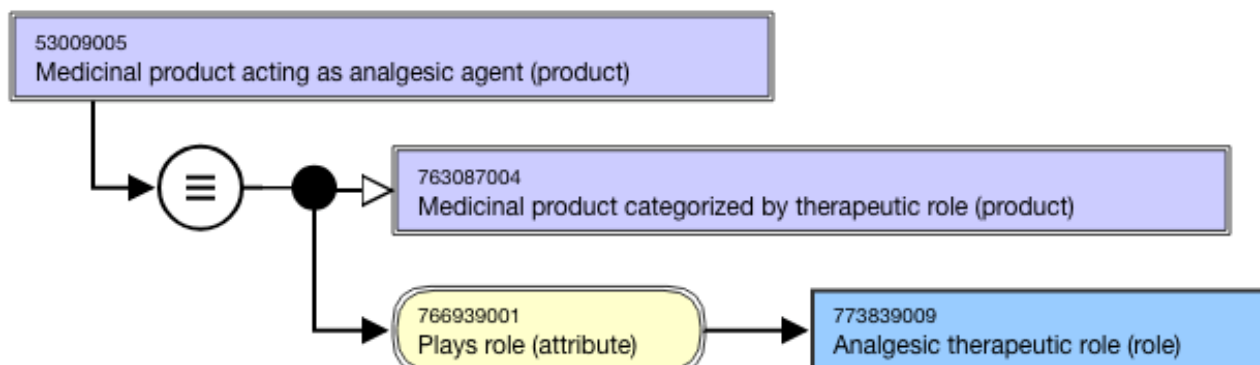 53009005
Medicinal product acting as analgesic agent (product)
763087004
Medicinal product categorized by therapeutic role (product)
766939001
Plays role (attribute)
773839009
Analgesic therapeutic role (role)